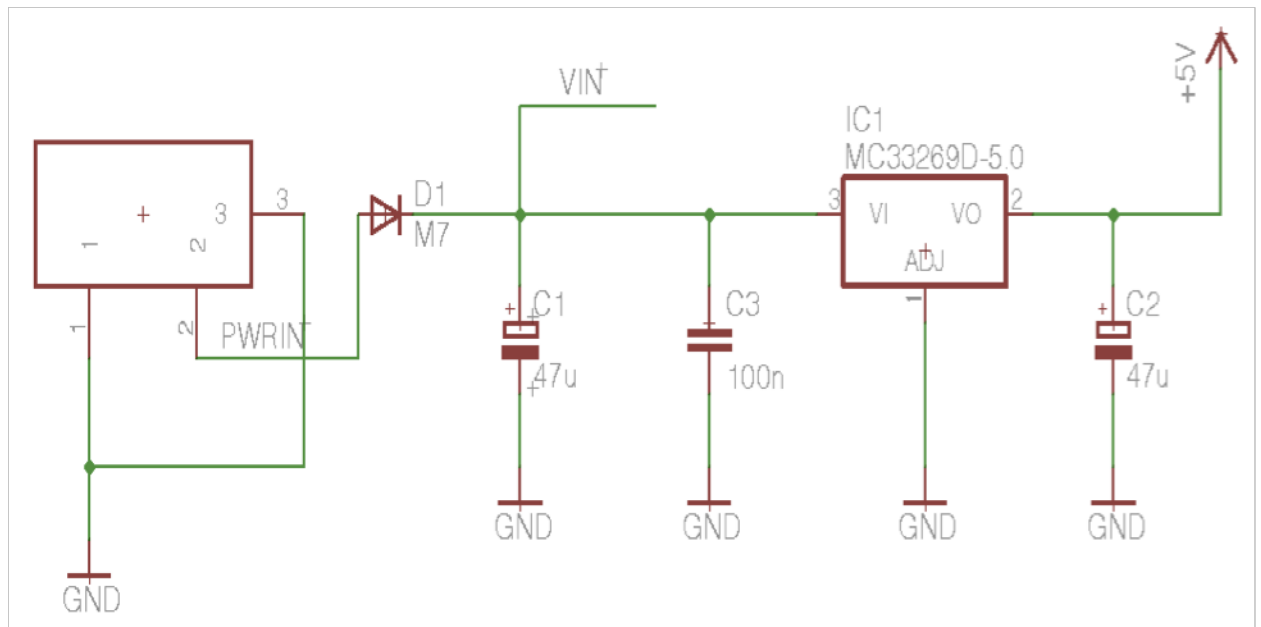 +5V
VIN
IC1
MC33269D-5.0
3
3
D1
M7
3
VI
VO
2
1
2
ADJ
1
2
PWRIN
C1
47u
C3
100n
1
C2
47u
GND
GND
GND
GND
GND